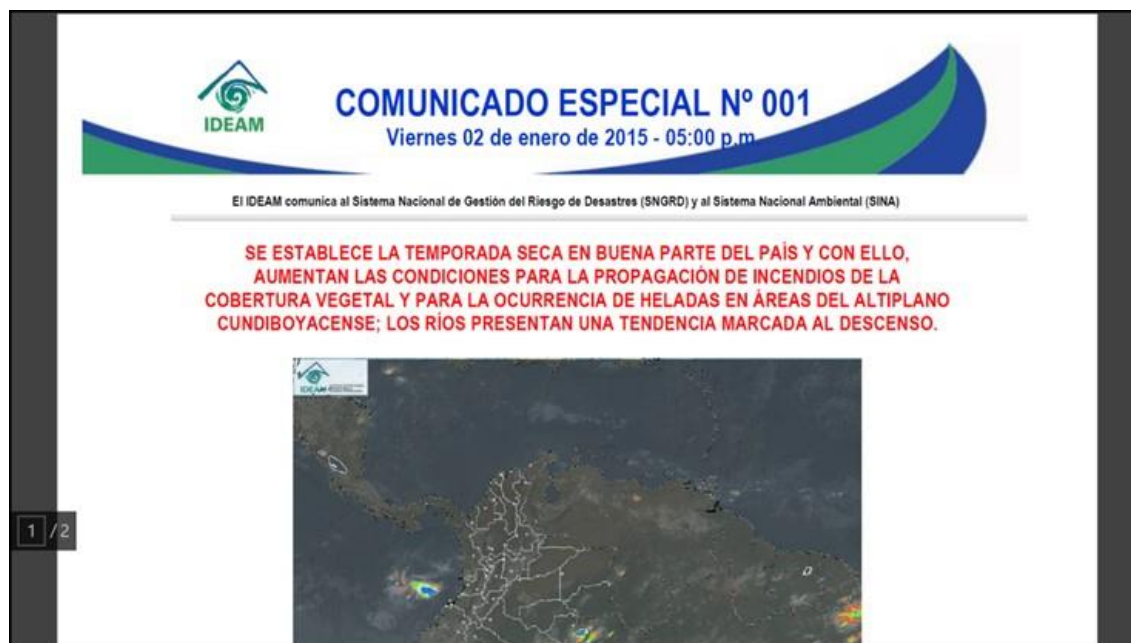 IDEAM
COMUNICADO ESPECIAL Nº 001
Viernes 02 de enero de 2015 - 05:00 p.m.
El IDEAM comunica al Sistema Nacional de Gestión del Riesgo de Desastres (SNGRD) y al Sistema Nacional Ambiental (SINA)
SE ESTABLECE LA TEMPORADA SECA EN BUENA PARTE DEL PAÍS Y CON ELLO,
AUMENTAN LAS CONDICIONES PARA LA PROPAGACIÓN DE INCENDIOS DE LA
COBERTURA VEGETAL Y PARA LA OCURRENCIA DE HELADAS EN ÁREAS DEL ALTIPLANO
CUNDIBOYACENSE; LOS RÍOS PRESENTAN UNA TENDENCIA MARCADA AL DESCENSO.
IDEAM
1 /2